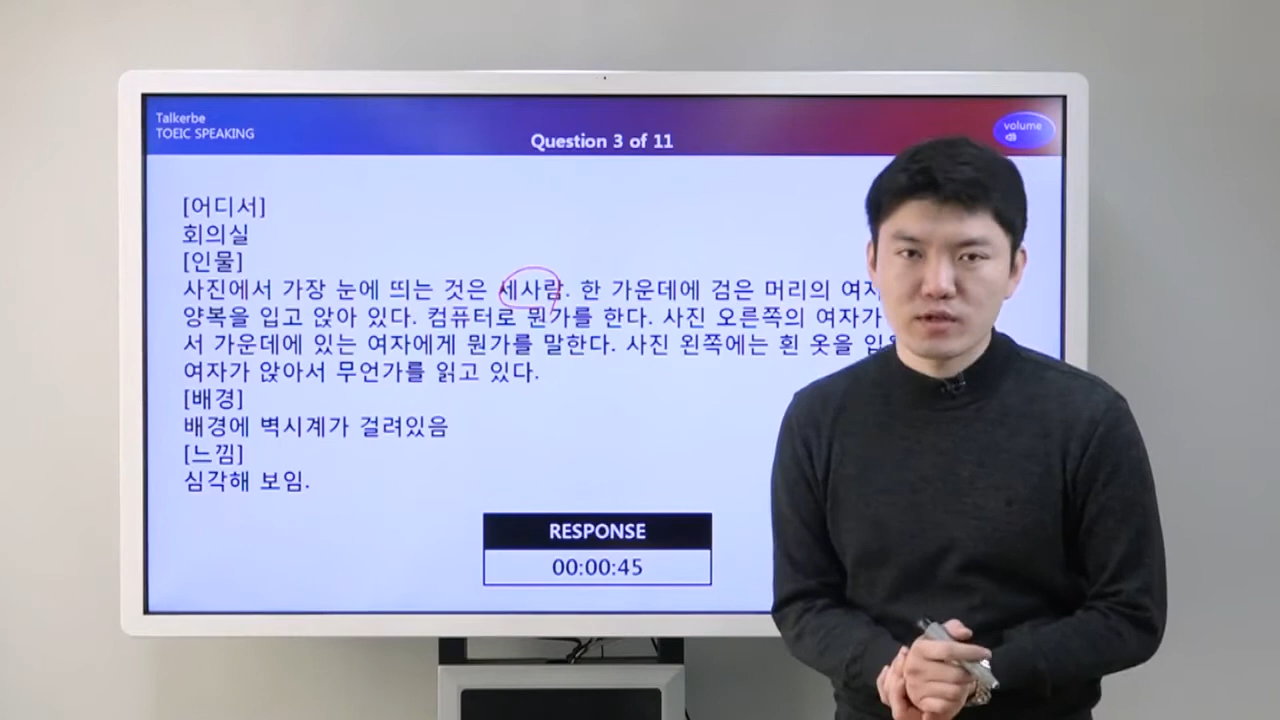 Talkerbe
TOEIC SPEAKING
Question 3 of 11
volume
[어디서]
회의실
[인물]
사진에서 가장 눈에 띄는 것은 세사람. 한 가운데에 검은 머리의
양복을 입고 앉아 있다. 컴퓨터로 뭔가를 한다. 사진 오른쪽의 여자가
서 가운데에 있는 여자에게 뭔가를 말한다. 사진 왼쪽에는 흰 옷을
여자가 앉아서 무언가를 읽고 있다.
[배경]
배경에 벽시계가 걸려있음
[느낌]
심각해 보임.
RESPONSE
00:00:45